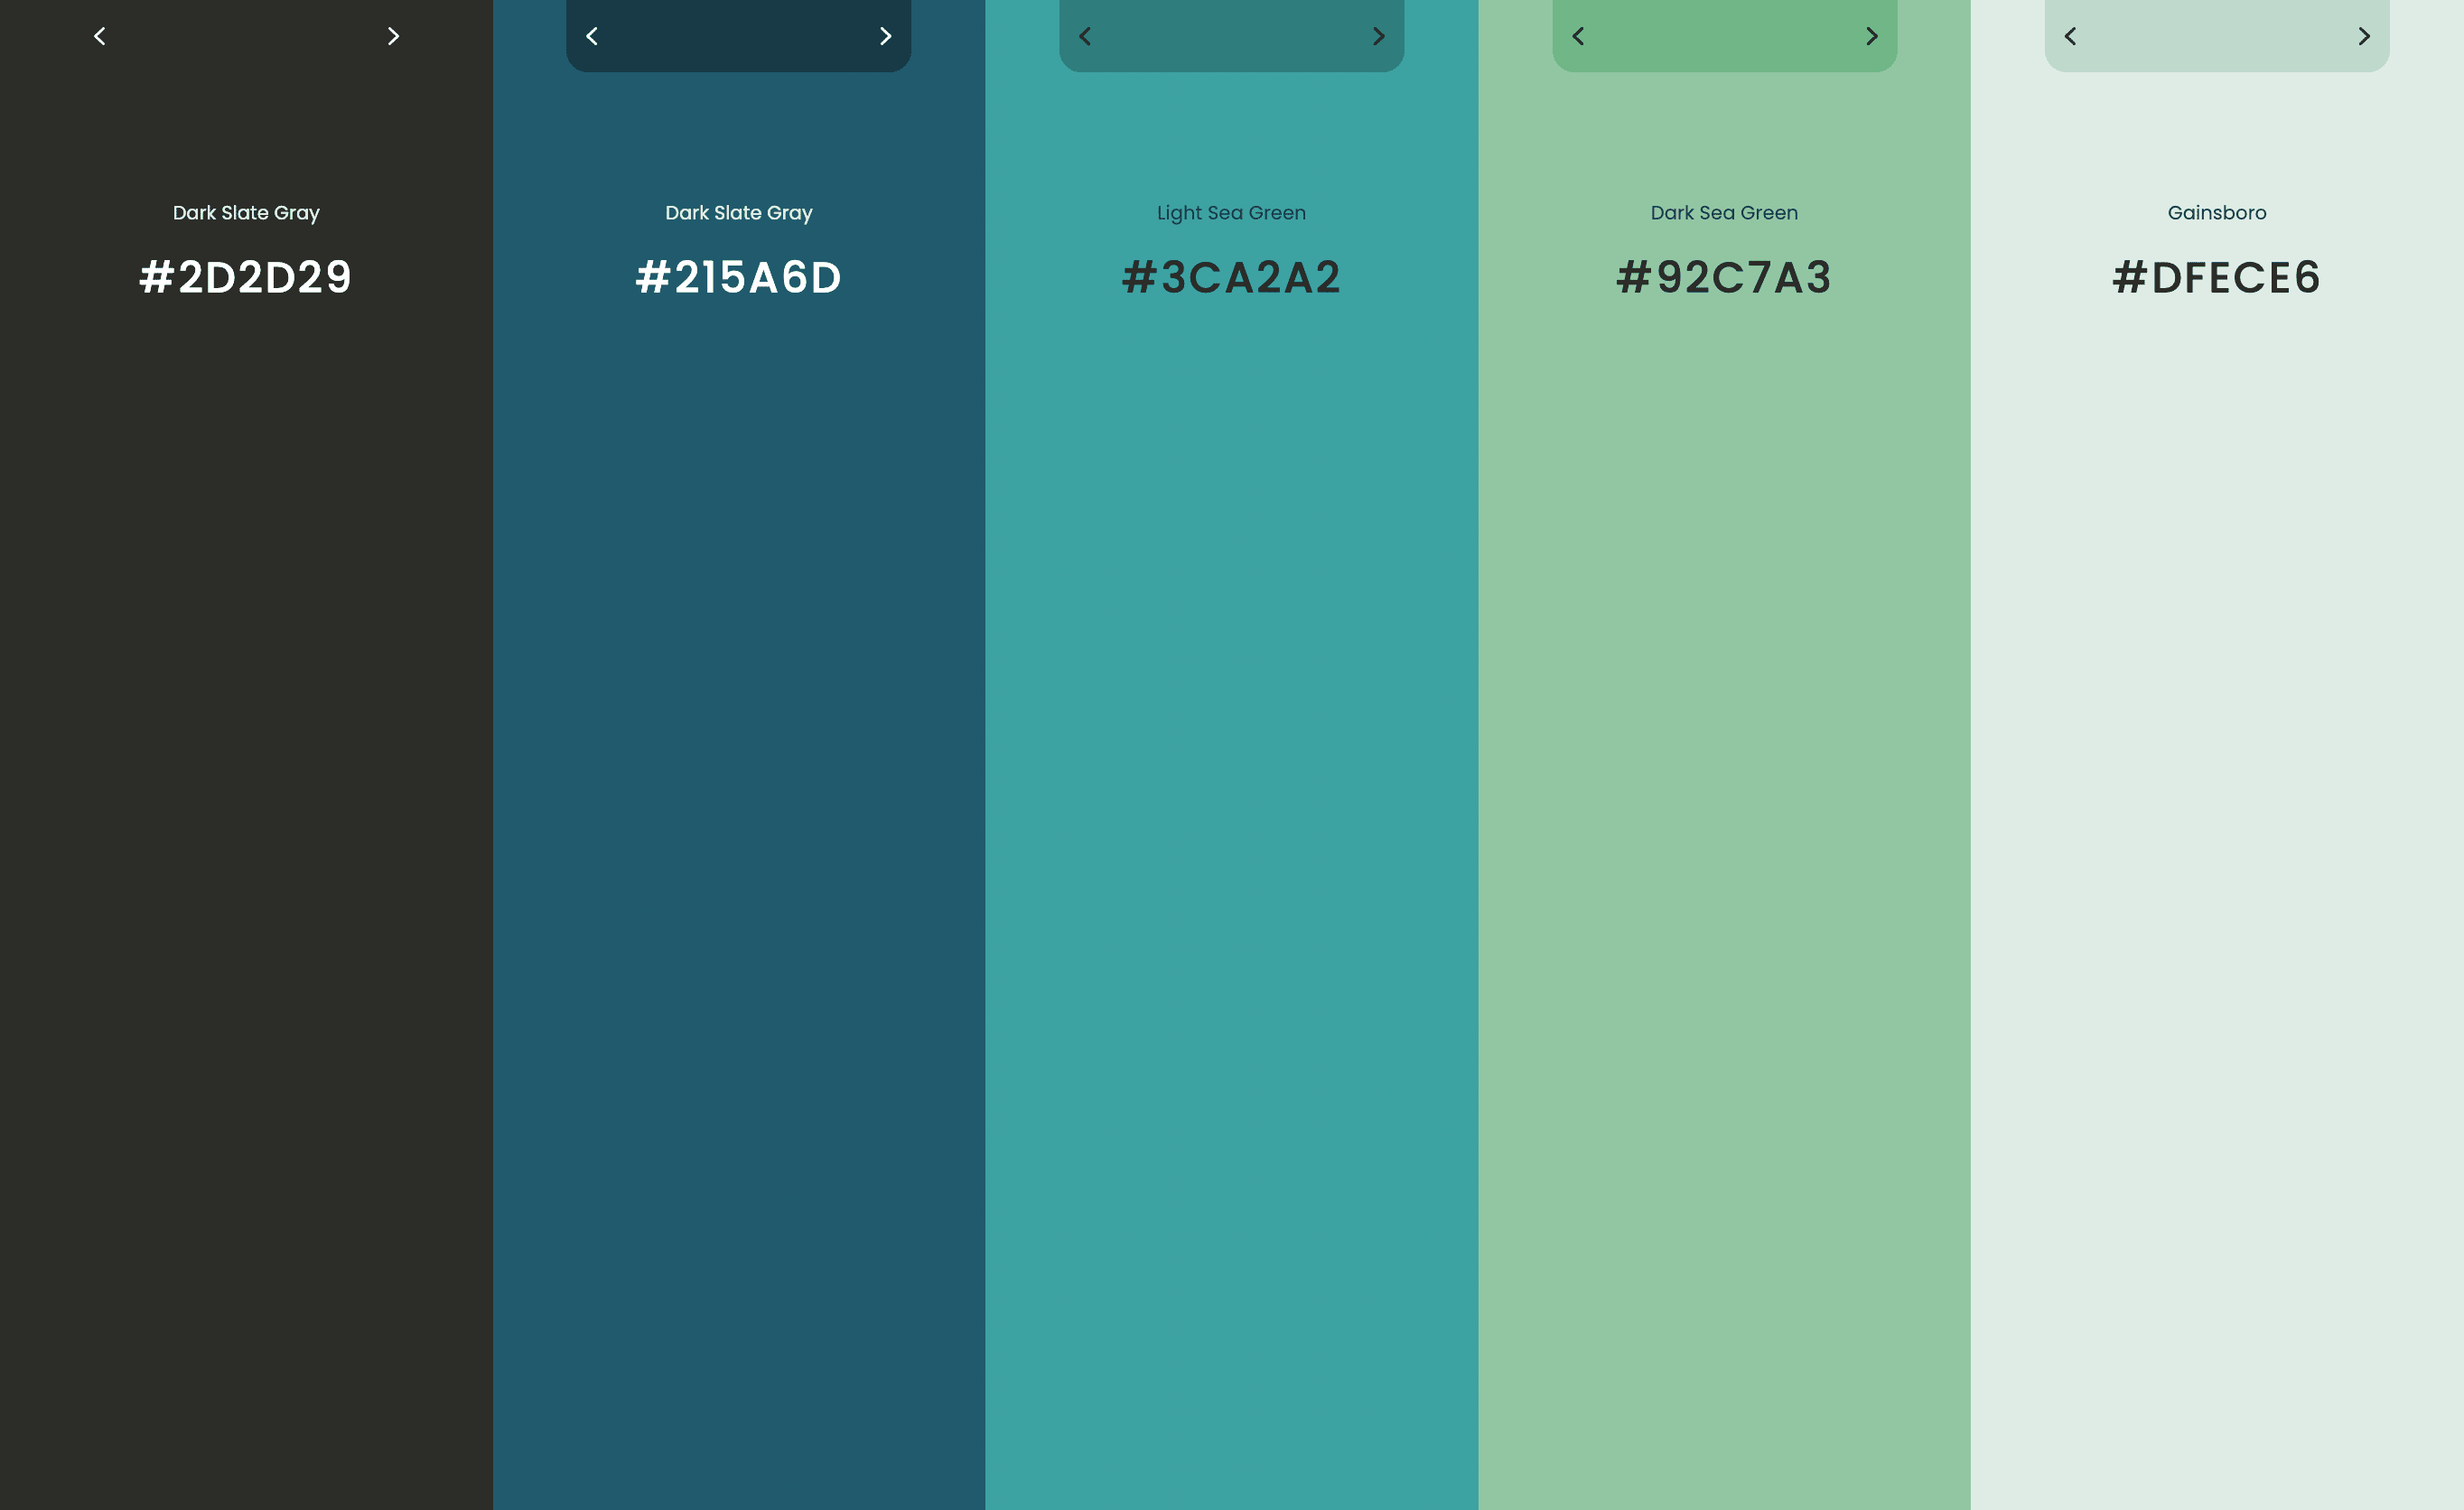 Dark Slate Gray
#2D2D29
Dark Slate Gray
#215A6D
Light Sea Green
#3CA2A2
Dark Sea Green
#92C7A3
Gainsboro
#DFECE6